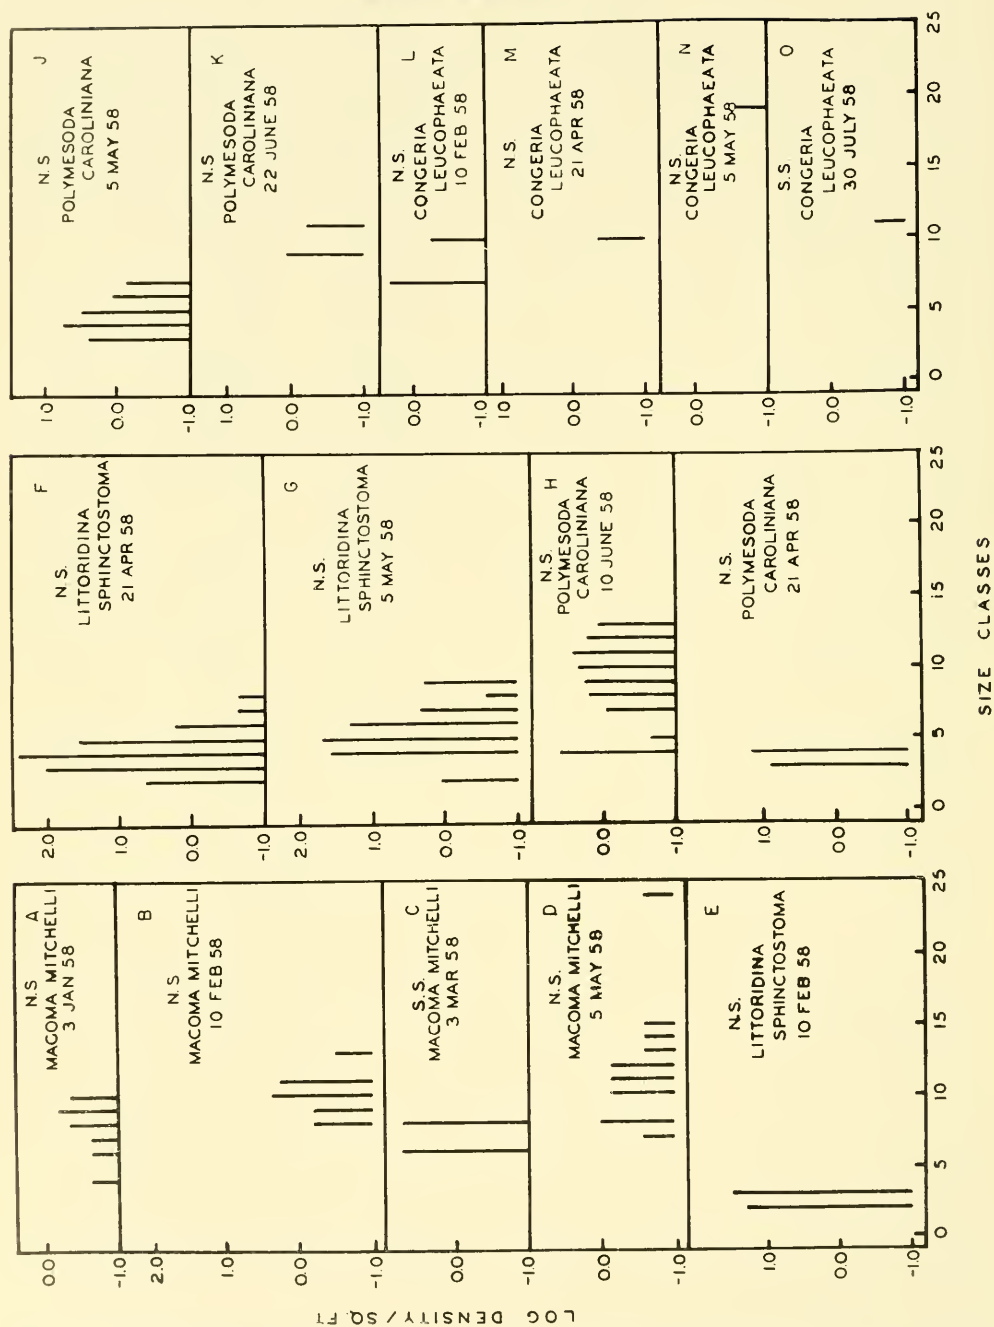 LOG DENSITY / SQ. FT
SIZE CLASSES
0.0
-1.0
N.S A
MACOMA MITCHELLI
3 JAN 58
2.0
1.0
0.0
-1.0
B
N.S
MACOMA MITCHELLI
10 FEB 58
0.0
-1.0
C
S.S.
MACOMA MITCHELLI
3 MAR 58
0.0
-1.0
N.S. D
MACOMA MITCHELLI
5 MAY 58
1.0
0.0
-1.0
E
N.S.
LITTORIDINA
SPHINCTOSTOMA
10 FEB 58
0 5 10 15 20 25
2.0
1.0
0.0
-1.0
F
N.S.
LITTORIDINA
SPHINCTOSTOMA
21 APR 58
2.0
1.0
0.0
-1.0
G
N.S.
LITTORIDINA
SPHINCTOSTOMA
5 MAY 58
0.0
-1.0
N.S. H
POLYMESODA
CAROLINIANA
10 JUNE 58
1.0
0.0
-1.0
N.S.
POLYMESODA
CAROLINIANA
21 APR 58
0 5 10 15 20 25
1.0
0.0
-1.0
J
N.S
POLYMESODA
CAROLINIANA
5 MAY 58
1.0
0.0
-1.0
K
N.S
POLYMESODA
CAROLINIANA
22 JUNE 58
0.0
-1.0
L
N.S.
CONGERIA
LEUCOPHAEATA
10 FEB 58
1.0
0.0
-1.0
M
N.S.
CONGERIA
LEUCOPHAEATA
21 APR 58
N
N.S.
CONGERIA
LEUCOPHAEATA
5 MAY 58
0.0
-1.0
O
S.S
CONGERIA
LEUCOPHAEATA
30 JULY 58
0 5 10 15 20 25